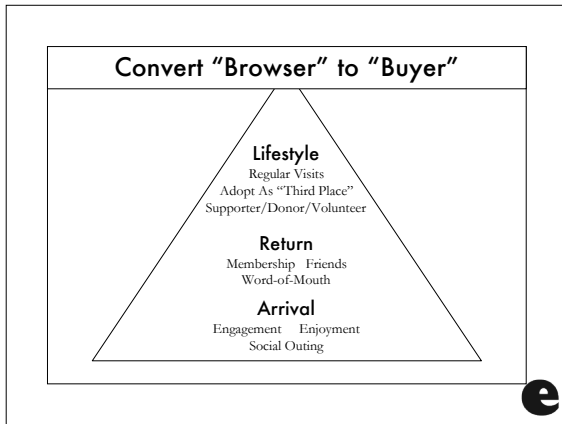 Convert “Browser” to “Buyer”
Lifestyle
Regular Visits
Adopt As “Third Place”
Supporter/Donor/Volunteer
Return
Membership Friends
Word-of-Mouth
Arrival
Engagement Enjoyment
Social Outing
e